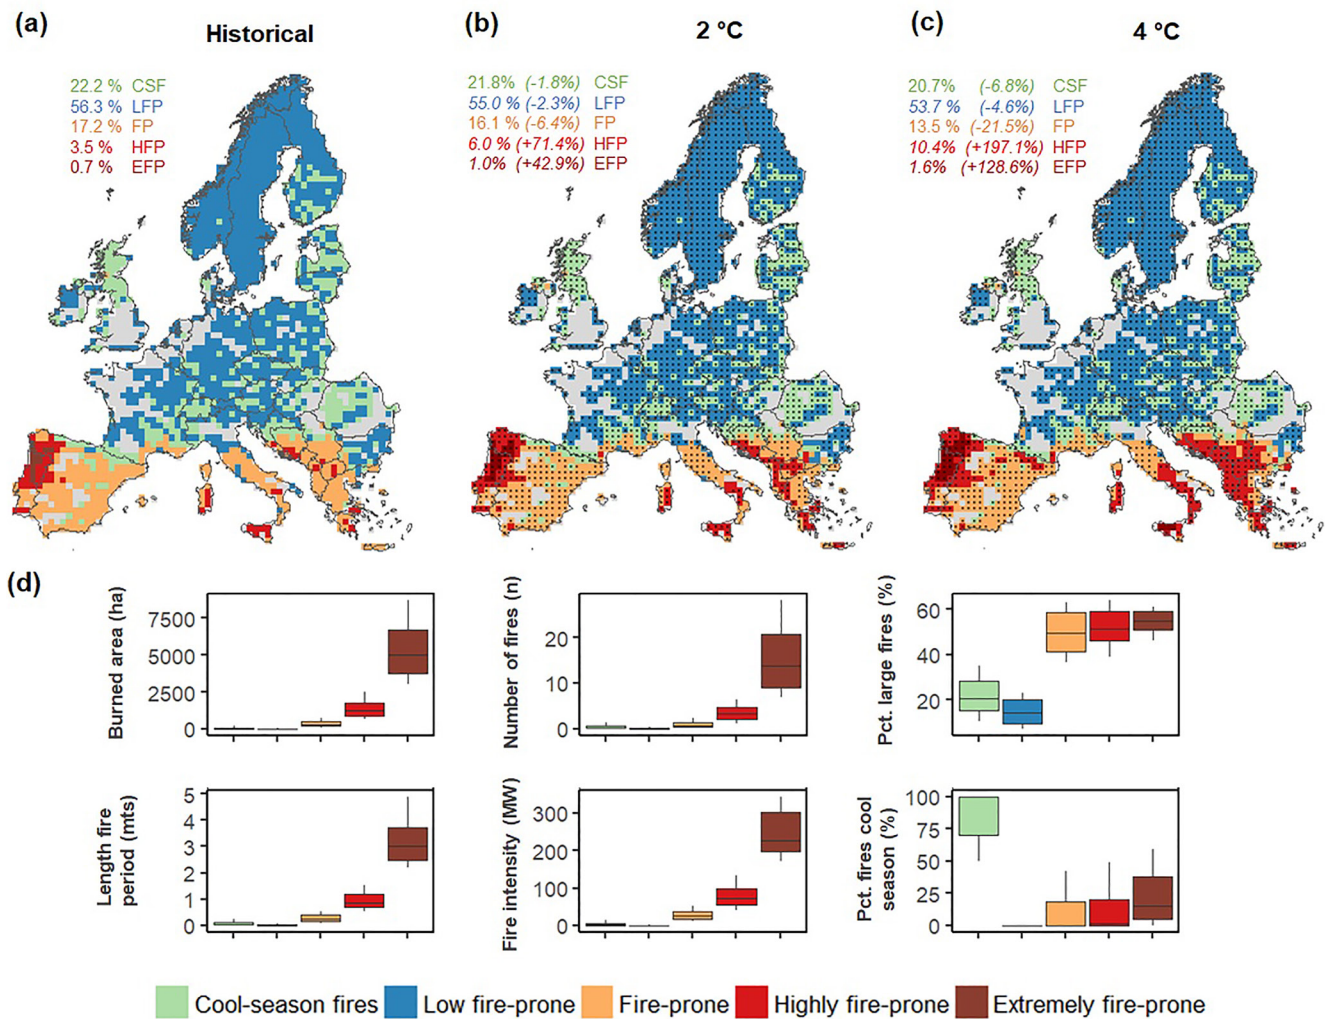 (a)
Historical
22.2 % CSF
56.3 % LFP
17.2 % FP
3.5 % HFP
0.7 % EFP
(b)
2 °C
21.8% (-1.8%) CSF
55.0 % (-2.3%) LFP
16.1 % (-6.4%) FP
6.0 % (+71.4%) HFP
1.0% (+42.9%) EFP
(c)
4 °C
20.7% (-6.8%) CSF
53.7 % (-4.6%) LFP
13.5 % (-21.5%) FP
10.4% (+197.1%) HFP
1.6% (+128.6%) EFP
(d)
Burned area (ha)
7500
5000
2500
0
Number of fires (n)
20
10
0
Pct. large fires (%)
60
40
20
Length fire
period (mts)
5
4
3
2
1
0
Fire intensity (MW)
300
200
100
0
Pct. fires cool
season (%)
100
75
50
25
0
Cool-season fires Low fire-prone Fire-prone Highly fire-prone Extremely fire-prone